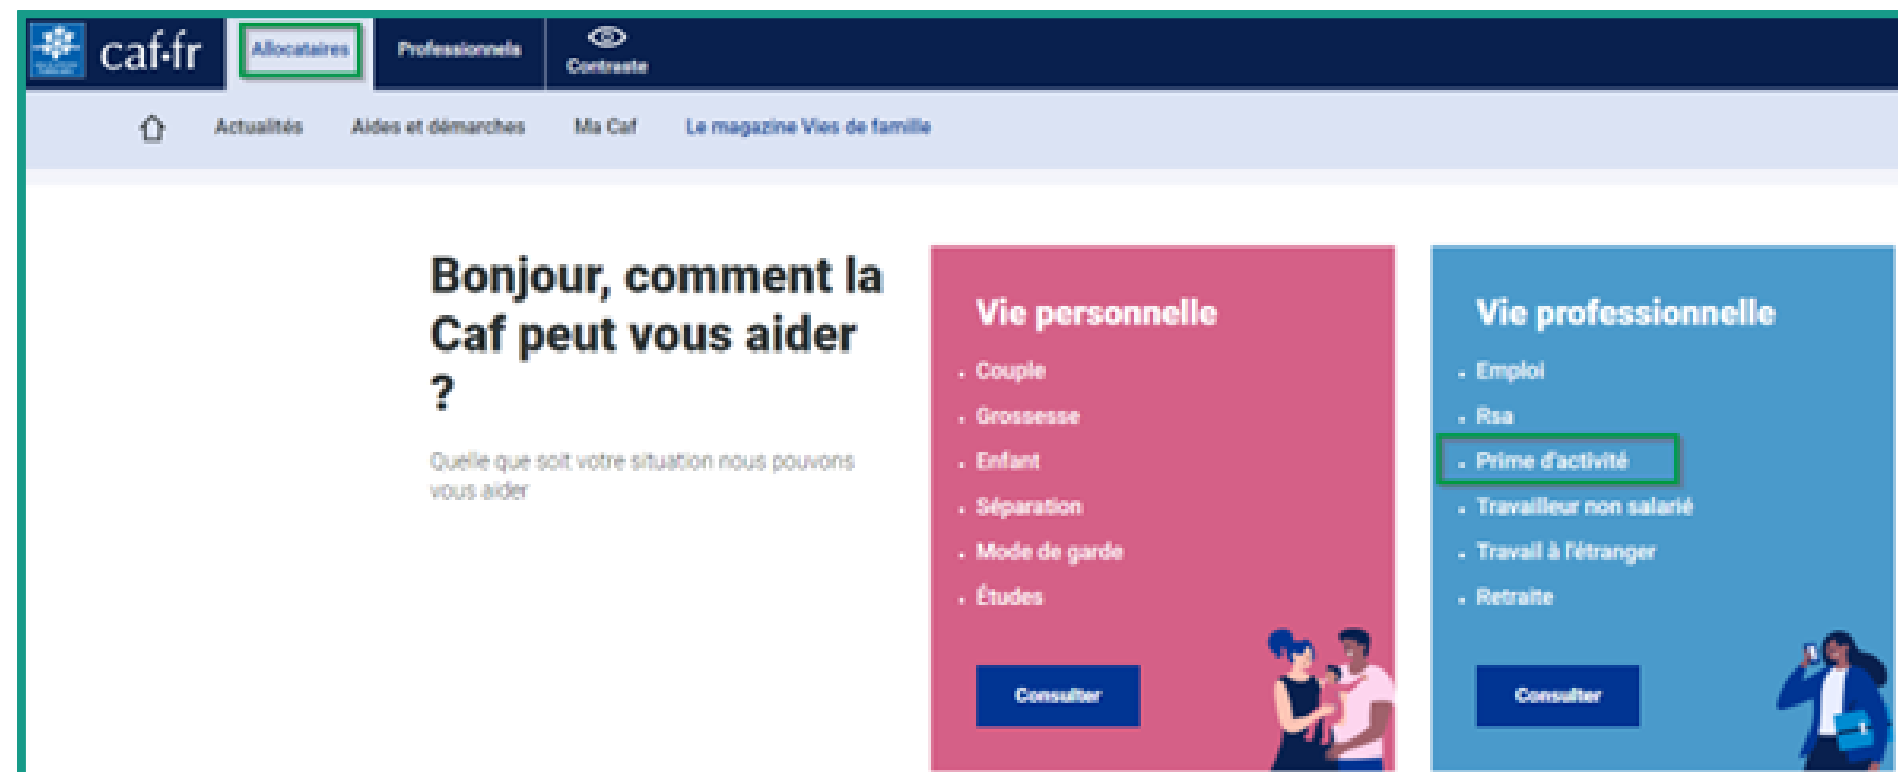 caf.fr
Allocataires
Professionnels
Contraste
Actualités
Aides et démarches
Ma Caf
Le magazine Vies de famille
Bonjour, comment la
Caf peut vous aider
?
Quelle que soit votre situation nous pouvons
vous aider
Vie personnelle
Couple
Grossesse
Enfant
Séparation
Mode de garde
Études
Consulter
Vie professionnelle
Emploi
Rsa
Prime d'activité
Travailleur non salarié
Travail à l'étranger
Retraite
Consulter